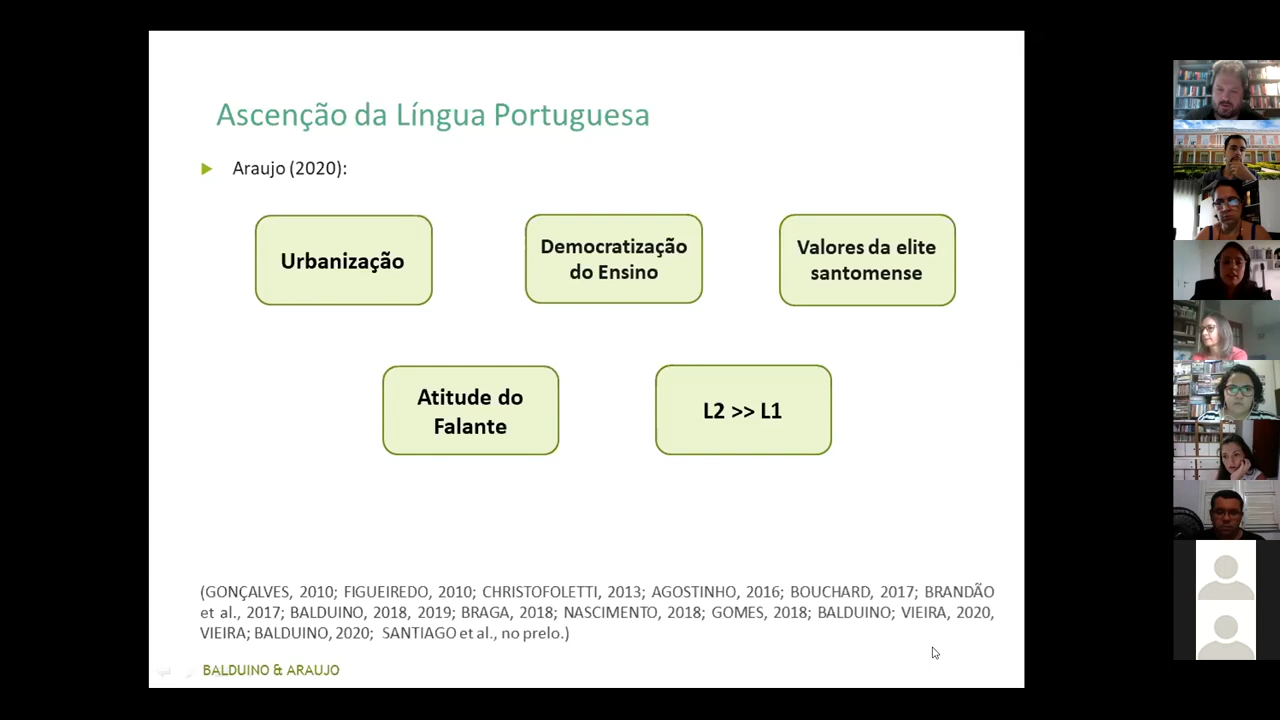 Ascenção da Língua Portuguesa
Araujo (2020):
Urbanização
Democratização
do Ensino
Valores da elite
santomense
Atitude do
Falante
L2 >> L1
(GONÇALVES, 2010; FIGUEIREDO, 2010; CHRISTOFOLETTI, 2013; AGOSTINHO, 2016; BOUCHARD, 2017; BRANDÃO
et al., 2017; BALDUINO, 2018, 2019; BRAGA, 2018; NASCIMENTO, 2018; GOMES, 2018; BALDUINO; VIEIRA, 2020,
VIEIRA; BALDUINO, 2020; SANTIAGO et al., no prelo.)
BALDUINO & ARAUJO